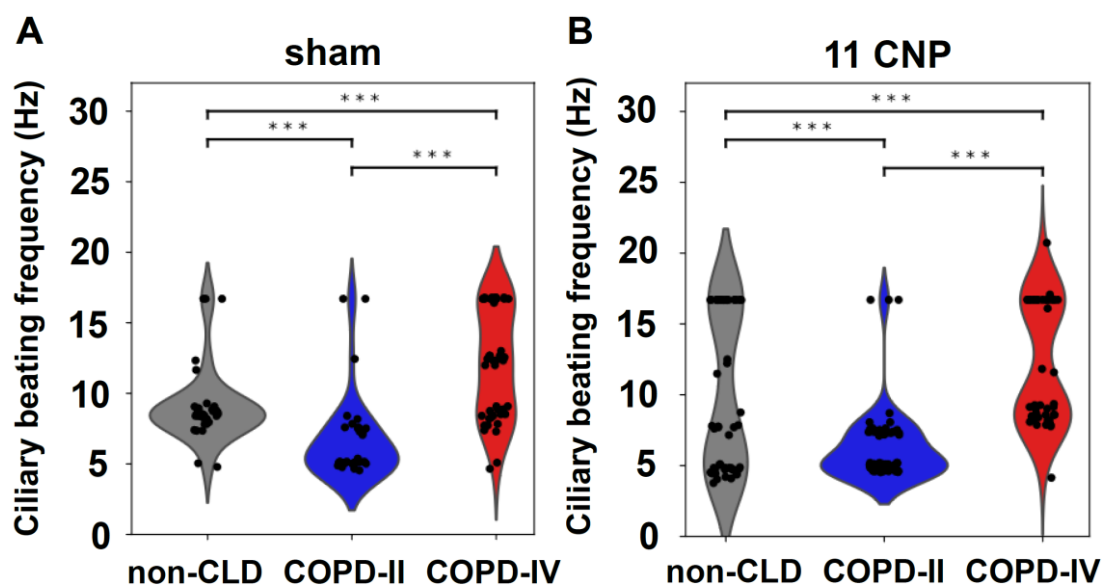 A
sham
Ciliary beating frequency (Hz)
30
25
20
15
10
5
0
***
***
***
non-CLD COPD-II COPD-IV
B
11 CNP
Ciliary beating frequency (Hz)
30
25
20
15
10
5
0
***
***
***
non-CLD COPD-II COPD-IV